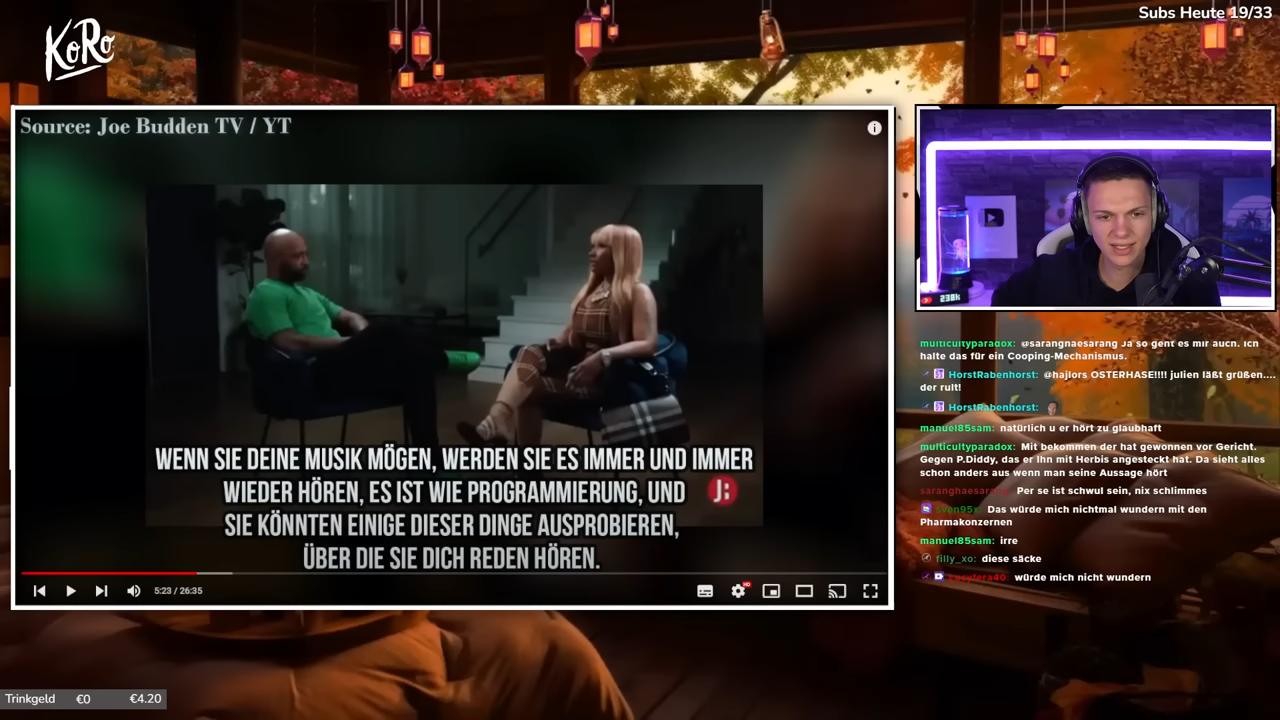 Subs Heute 19/33
KoRo
Source: Joe Budden TV / YT
WENN SIE DEINE MUSIK MÖGEN, WERDEN SIE ES IMMER UND IMMER
WIEDER HÖREN, ES IST WIE PROGRAMMIERUNG, UND
SIE KÖNNTEN EINIGE DIESER DINGE AUSPROBIEREN,
ÜBER DIE SIE DICH REDEN HÖREN.
5:23 / 26:35
HD
238k
multicultyparadox: @sarangnaesarang Ja so geht es mir auch. Ich
halte das für ein Cooping-Mechanismus.
HorstRabenhorst: @hajlors OSTERHASE!!!! julien läßt grüßen....
der rult!
HorstRabenhorst:
manuel85sam: natürlich u er hört zu glaubhaft
multicultyparadox: Mit bekommen der hat gewonnen vor Gericht.
Gegen P.Diddy, das er ihn mit Herbis angesteckt hat. Da sieht alles
schon anders aus wenn man seine Aussage hört
Per se ist schwul sein, nix schlimmes
sven95x: Das würde mich nichtmal wundern mit den
Pharmakonzernen
manuel85sam: irre
filly_xo: diese säcke
würde mich nicht wundern
Trinkgeld €0 €4.20